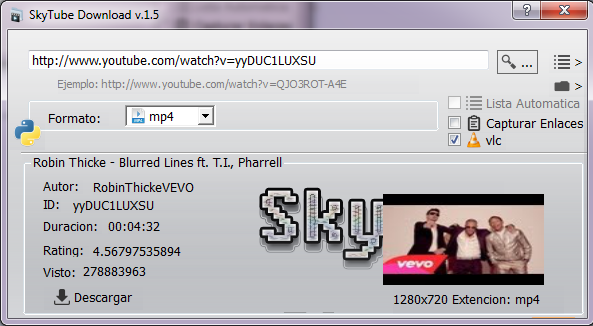 SkyTube Download v.1.5
http://www.youtube.com/watch?v=yyDUC1LUXSU
...
>
Ejemplo: http://www.youtube.com/watch?v=QJO3ROT-A4E
>
Formato:
mp4
Lista Automatica
Capturar Enlaces
vlc
Robin Thicke - Blurred Lines ft. T.I., Pharrell
Autor: RobinThickeVEVO
ID: yyDUC1LUXSU
Duracion: 00:04:32
Rating: 4.56797535894
Visto: 278883963
Descargar
Sky
vevo
1280x720 Extencion: mp4